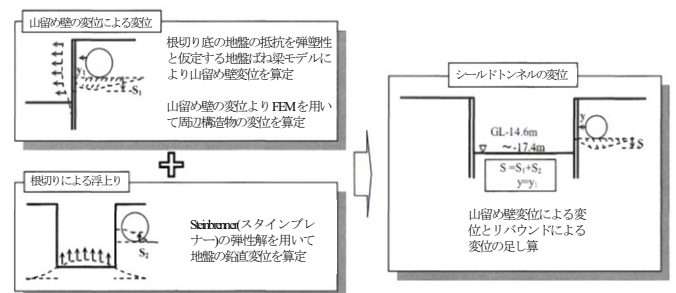 山留め壁の変位による変位
根切り底の地盤の抵抗を弾塑性
と仮定する地盤ばね梁モデルに
より山留め壁変位を算定
山留め壁の変位より FEM を用い
て周辺構造物の変位を算定
y₁
-S₁
根切りによる浮上り
Steinbrenner(スタインブレ
ナー)の弾性解を用いて
地盤の鉛直変位を算定
S₂
シールドトンネルの変位
GL-14.6m
～-17.4m
y
S
S =S₁+S₂
y=y₁
山留め壁変位による変
位とリバウンドによる
変位の足し算